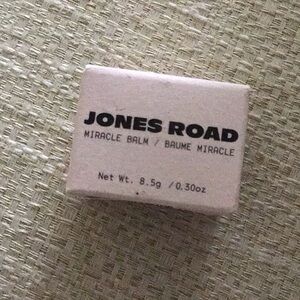 JONES ROAD
MIRACLE BALM / BAUME MIRACLE
Net Wt. 8.5g / 0.30oz